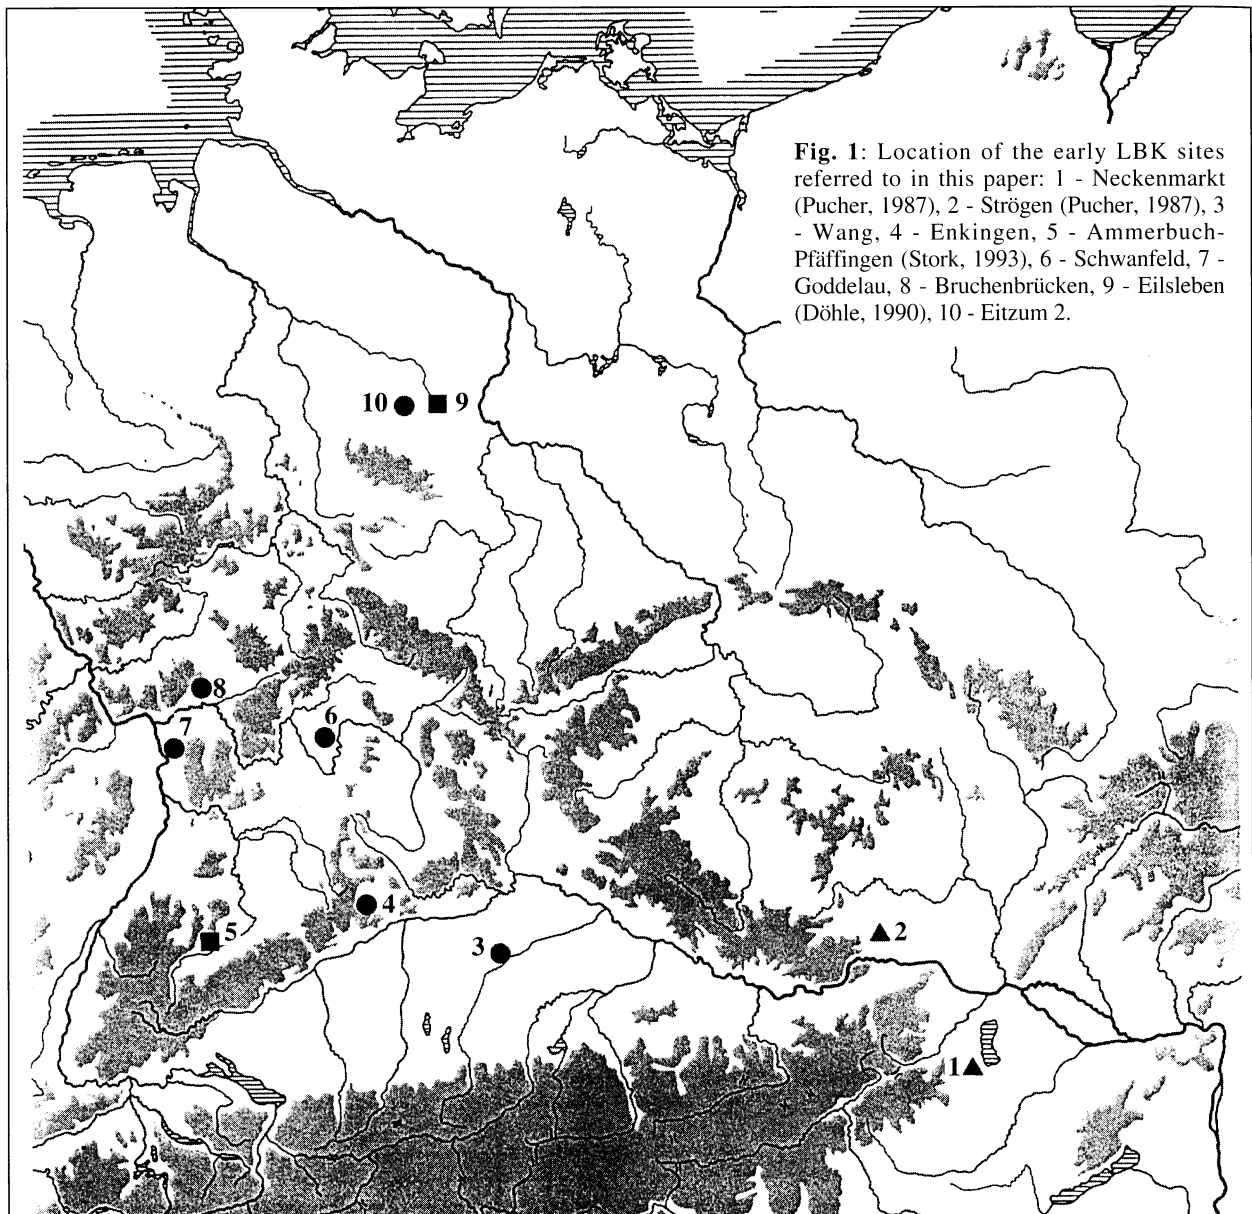 Fig. 1: Location of the early LBK sites
referred to in this paper: 1 - Neckenmarkt
(Pucher, 1987), 2 - Strögen (Pucher, 1987), 3
- Wang, 4 - Enkingen, 5 - Ammerbuch-
Pfäffingen (Stork, 1993), 6 - Schwanfeld, 7 -
Goddelau, 8 - Bruchenbrücken, 9 - Eilsleben
(Döhle, 1990), 10 - Eitzum 2.
10
9
8
7
6
4
5
3
2
1